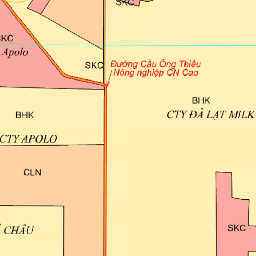 SKC
SKC
Apolo
SKC
Đường Cầu Ông Thiều
Nông nghiệp CN Cao
BHK
BHK
CTY ĐÀ LẠT MILK
CTY APOLO
CLN
CHÂU
SKC